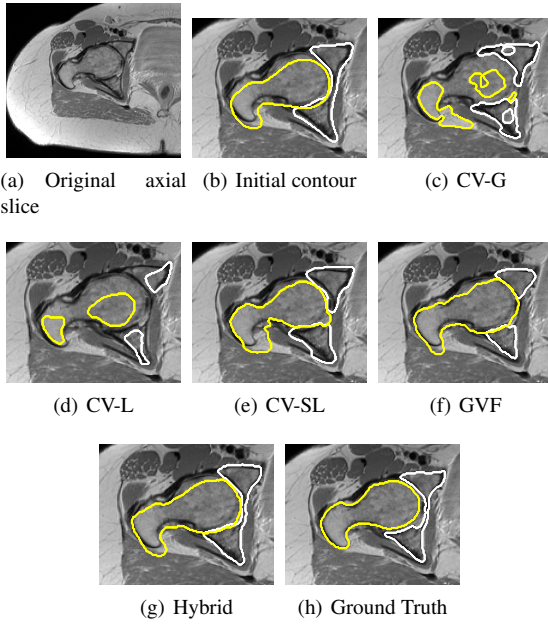 (a) Original axial
slice
(b) Initial contour
(c) CV-G
(d) CV-L
(e) CV-SL
(f) GVF
(g) Hybrid
(h) Ground Truth